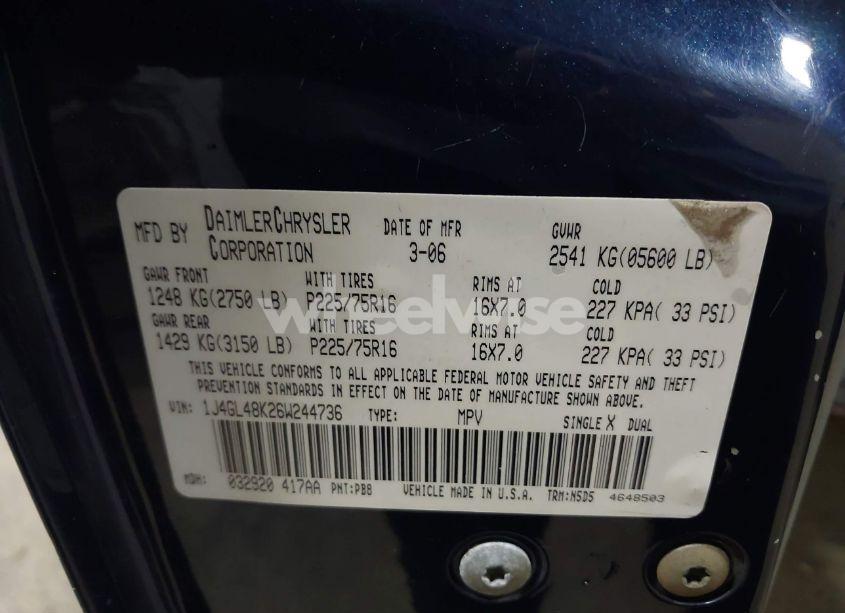 MFD BY DAIMLERCHRYSLER CORPORATION DATE OF MFR 3-06 GVWR 2541 KG(05600 LB)
GAWR FRONT WITH TIRES RIMS AT COLD
1248 KG(2750 LB) P225/75R16 16X7.0 227 KPA( 33 PSI)
GAWR REAR WITH TIRES RIMS AT COLD
1429 KG(3150 LB) P225/75R16 16X7.0 227 KPA( 33 PSI)
THIS VEHICLE CONFORMS TO ALL APPLICABLE FEDERAL MOTOR VEHICLE SAFETY AND THEFT
PREVENTION STANDARDS IN EFFECT ON THE DATE OF MANUFACTURE SHOWN ABOVE.
VIN: 1J4GL48K26W244736 TYPE: MPV SINGLE X DUAL
MDH: 032920 417AA PNT:PB8 VEHICLE MADE IN U.S.A. TRM:N5D5 4648503
wheelwise